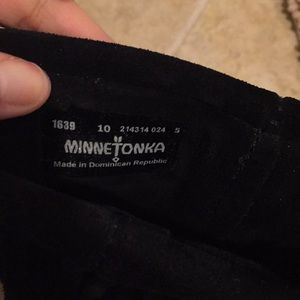 1639 10 214314 024 5
MINNETONKA
Made in Dominican Republic